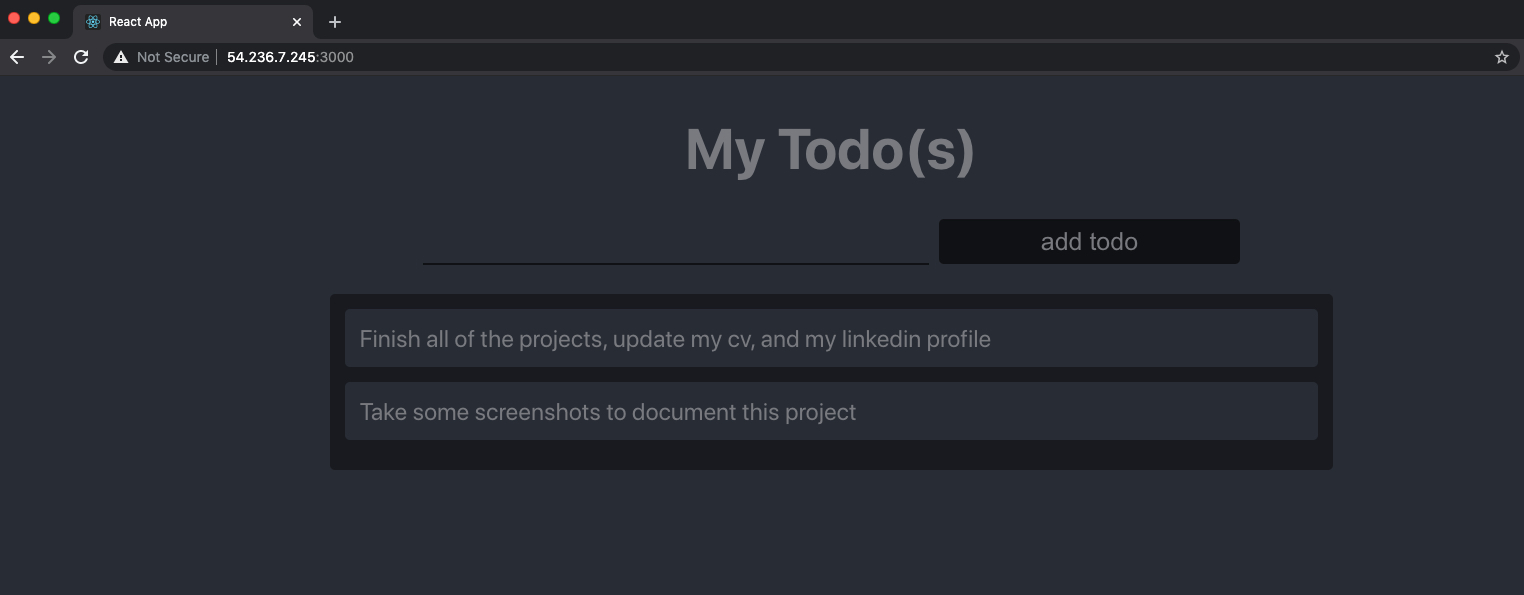 React App
Not Secure
54.236.7.245:3000
My Todo(s)
add todo
Finish all of the projects, update my cv, and my linkedin profile
Take some screenshots to document this project